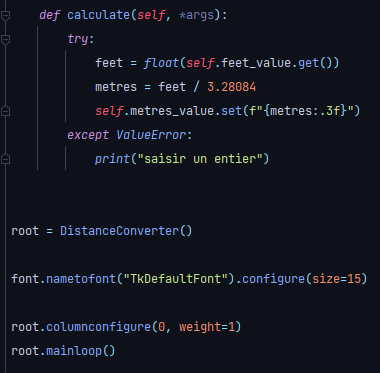 def calculate(self, *args):
try:
feet = float(self.feet_value.get())
metres = feet / 3.28084
self.metres_value.set(f"{metres:.3f}")
except ValueError:
print("saisir un entier")
root = DistanceConverter()
font.nametofont("TkDefaultFont").configure(size=15)
root.columnconfigure(0, weight=1)
root.mainloop()